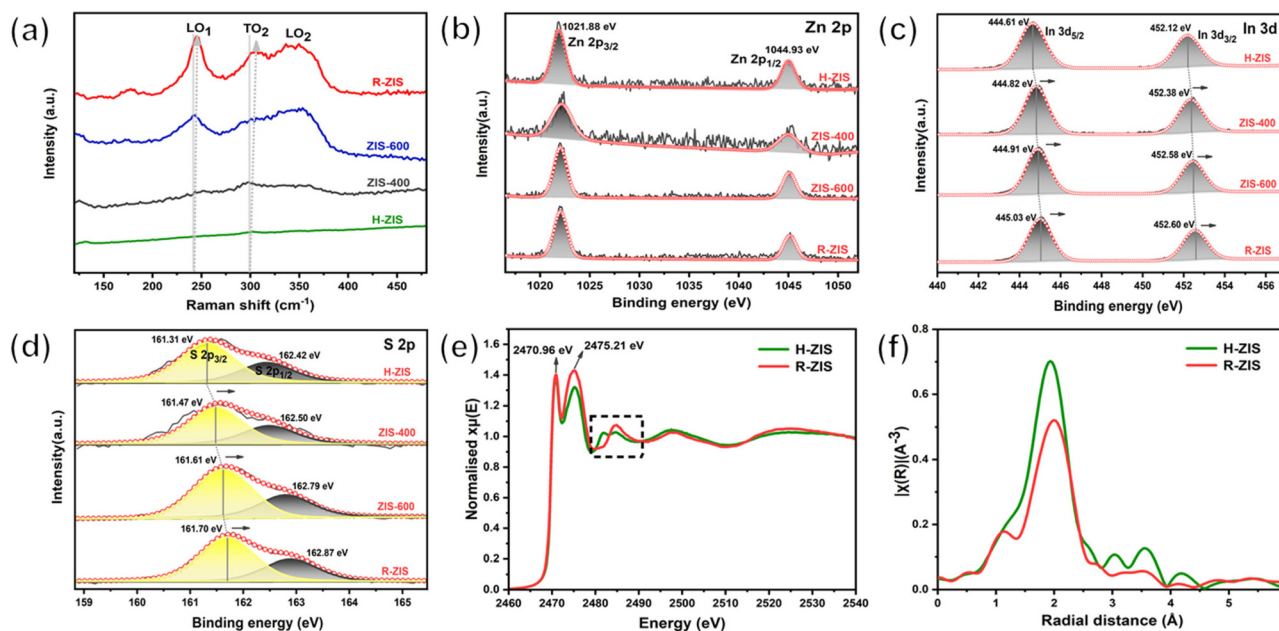 (a)
LO1
TO2
LO2
R-ZIS
ZIS-600
ZIS-400
H-ZIS
Intensity(a.u.)
150 200 250 300 350 400 450
Raman shift (cm-1)
(b)
Zn 2p
1021.88 eV
Zn 2p3/2
1044.93 eV
Zn 2p1/2
H-ZIS
ZIS-400
ZIS-600
R-ZIS
Intensity(a.u.)
1020 1025 1030 1035 1040 1045 1050
Binding energy (eV)
(c)
In 3d
444.61 eV
In 3d5/2
452.12 eV
In 3d3/2
H-ZIS
444.82 eV
452.38 eV
ZIS-400
444.91 eV
452.58 eV
ZIS-600
445.03 eV
452.60 eV
R-ZIS
Intensity(a.u.)
440 442 444 446 448 450 452 454 456
Binding energy (eV)
(d)
S 2p
161.31 eV
S 2p3/2
162.42 eV
S 2p1/2
H-ZIS
161.47 eV
162.50 eV
ZIS-400
161.61 eV
162.79 eV
ZIS-600
161.70 eV
162.87 eV
R-ZIS
Intensity(a.u.)
159 160 161 162 163 164 165
Binding energy (eV)
(e)
2470.96 eV
2475.21 eV
H-ZIS
R-ZIS
Normalised xμ(E)
1.6
1.4
1.2
1.0
0.8
0.6
0.4
0.2
0.0
2460 2470 2480 2490 2500 2510 2520 2530 2540
Energy (eV)
(f)
H-ZIS
R-ZIS
|χ(R)|(A-3)
0.8
0.6
0.4
0.2
0.0
0 1 2 3 4 5
Radial distance (Å)